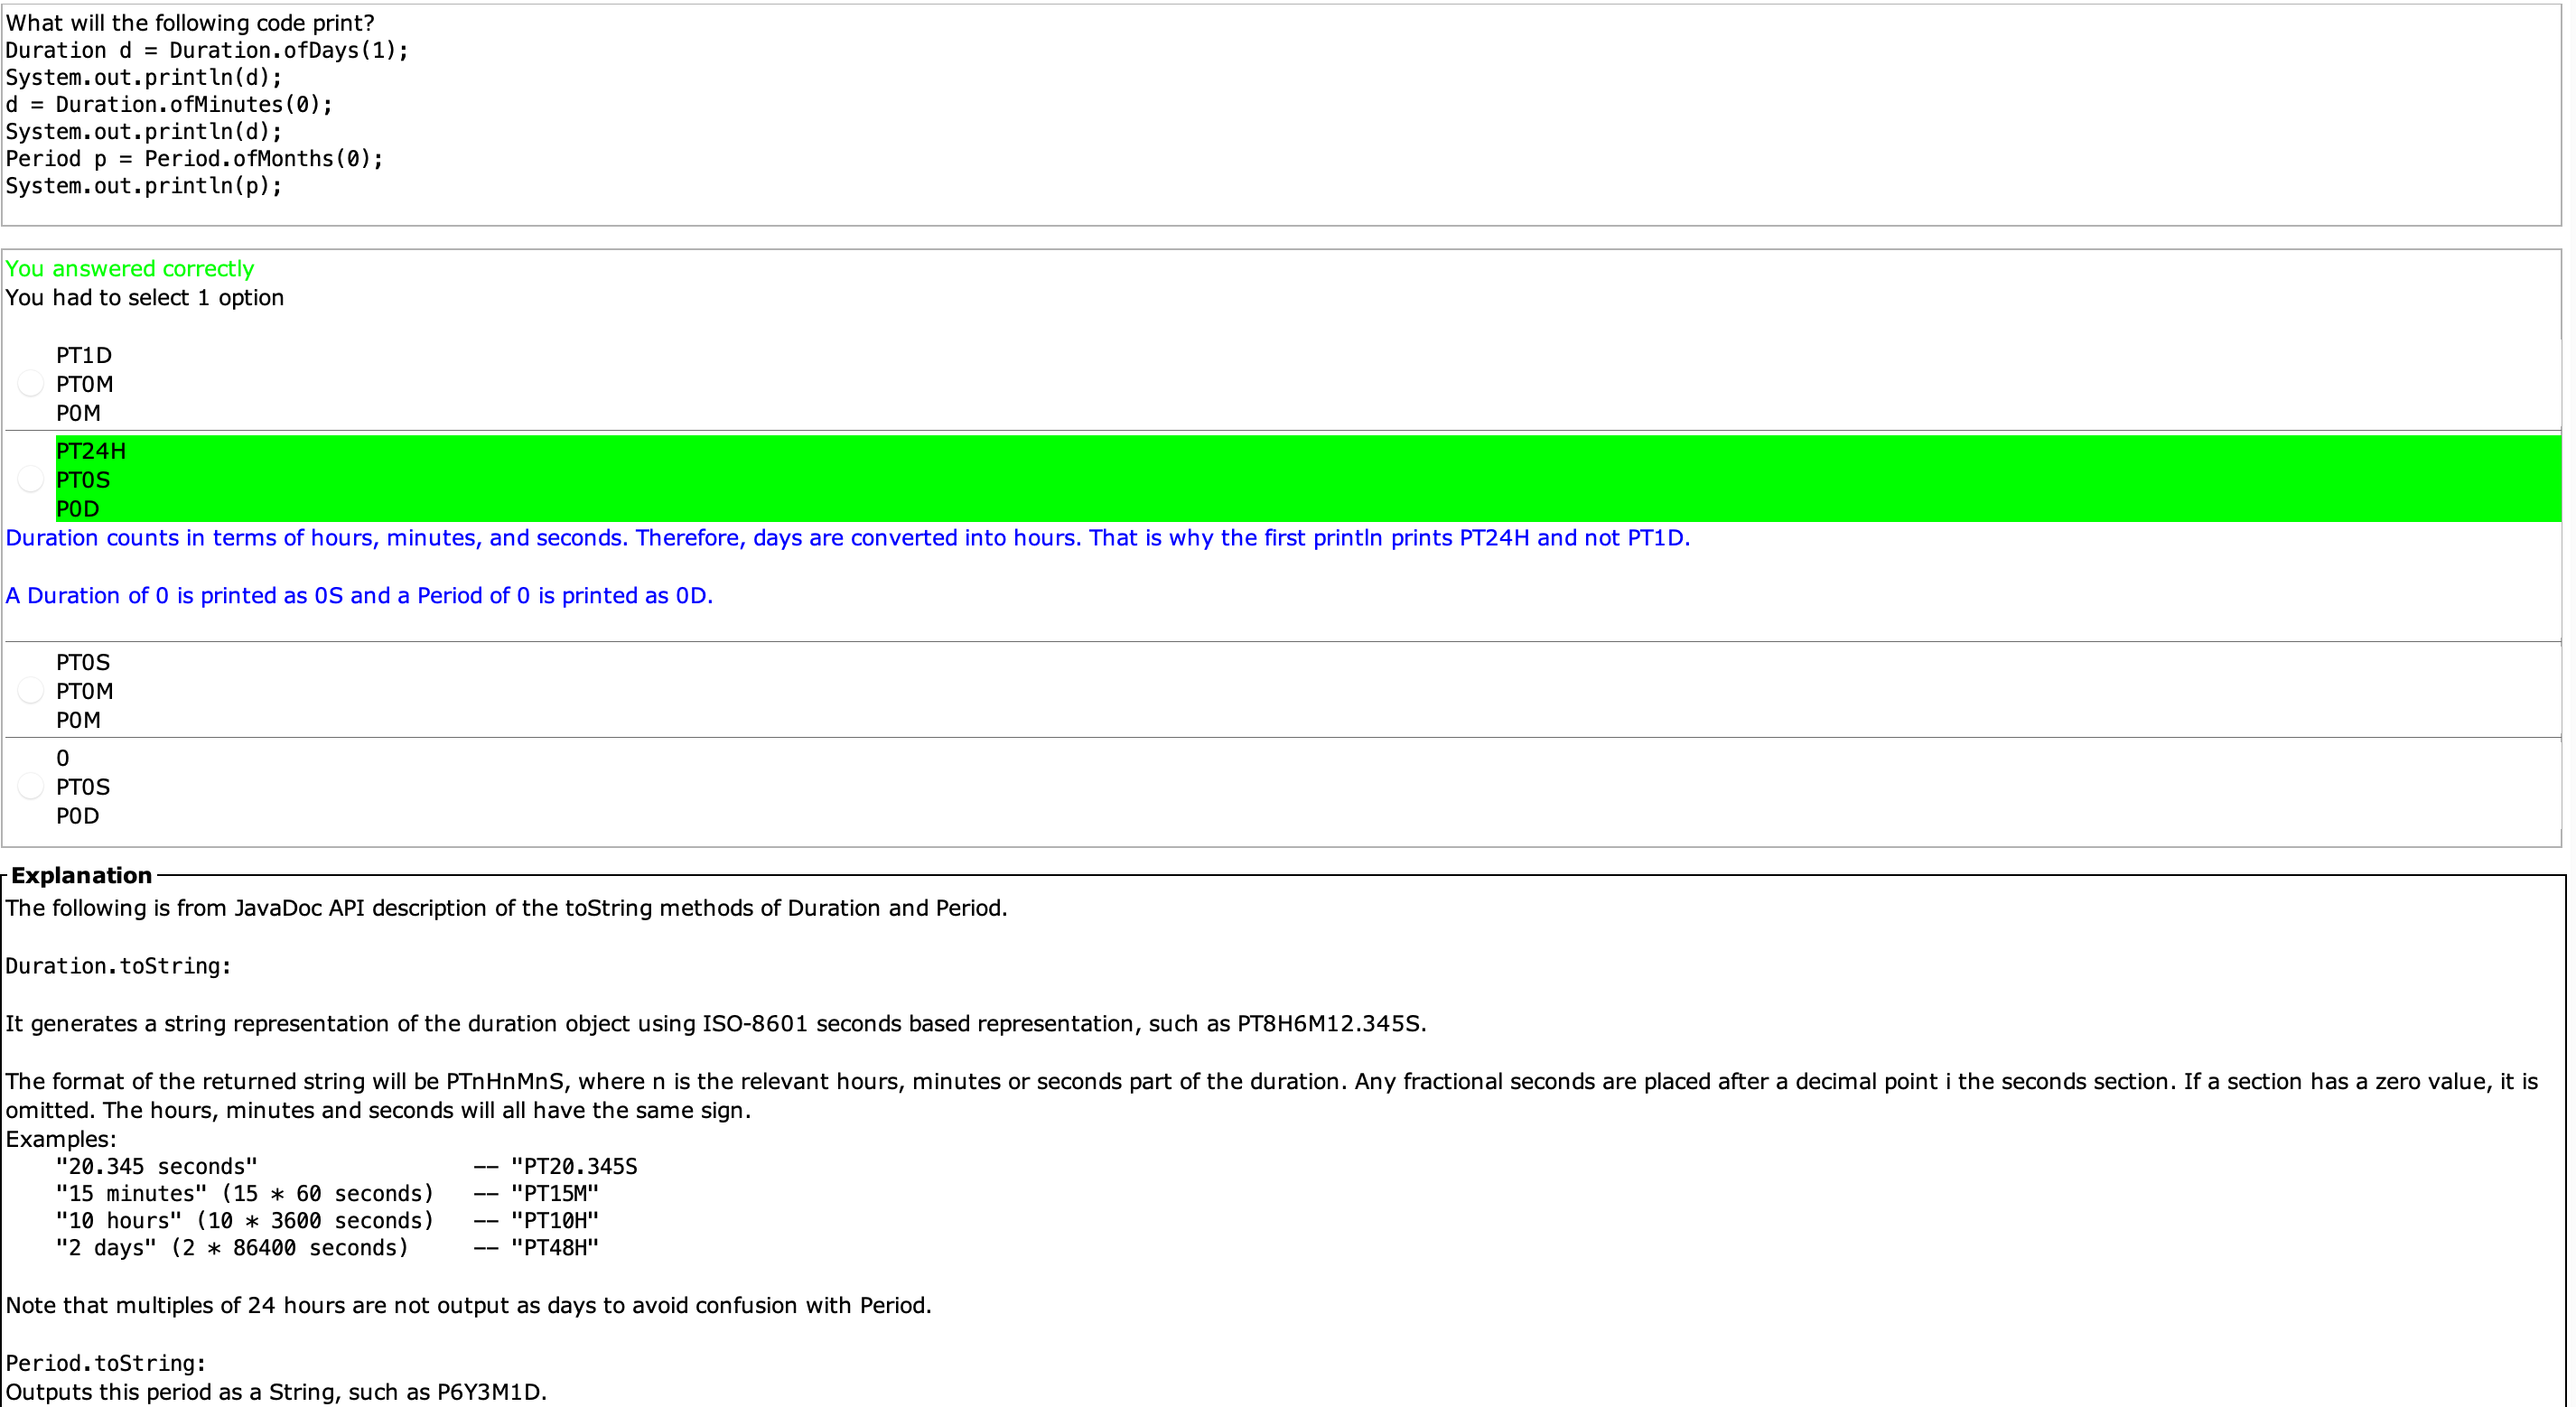 What will the following code print?
Duration d = Duration.ofDays(1);
System.out.println(d);
d = Duration.ofMinutes(0);
System.out.println(d);
Period p = Period.ofMonths(0);
System.out.println(p);
You answered correctly
You had to select 1 option
PT1D
PT0M
P0M
PT24H
PT0S
P0D
Duration counts in terms of hours, minutes, and seconds. Therefore, days are converted into hours. That is why the first println prints PT24H and not PT1D.
A Duration of 0 is printed as 0S and a Period of 0 is printed as 0D.
PT0S
PT0M
P0M
0
PT0S
P0D
Explanation
The following is from JavaDoc API description of the toString methods of Duration and Period.
Duration.toString:
It generates a string representation of the duration object using ISO-8601 seconds based representation, such as PT8H6M12.345S.
The format of the returned string will be PTnHnMnS, where n is the relevant hours, minutes or seconds part of the duration. Any fractional seconds are placed after a decimal point i the seconds section. If a section has a zero value, it is
omitted. The hours, minutes and seconds will all have the same sign.
Examples:
"20.345 seconds" -- "PT20.345S
"15 minutes" (15 * 60 seconds) -- "PT15M"
"10 hours" (10 * 3600 seconds) -- "PT10H"
"2 days" (2 * 86400 seconds) -- "PT48H"
Note that multiples of 24 hours are not output as days to avoid confusion with Period.
Period.toString:
Outputs this period as a String, such as P6Y3M1D.